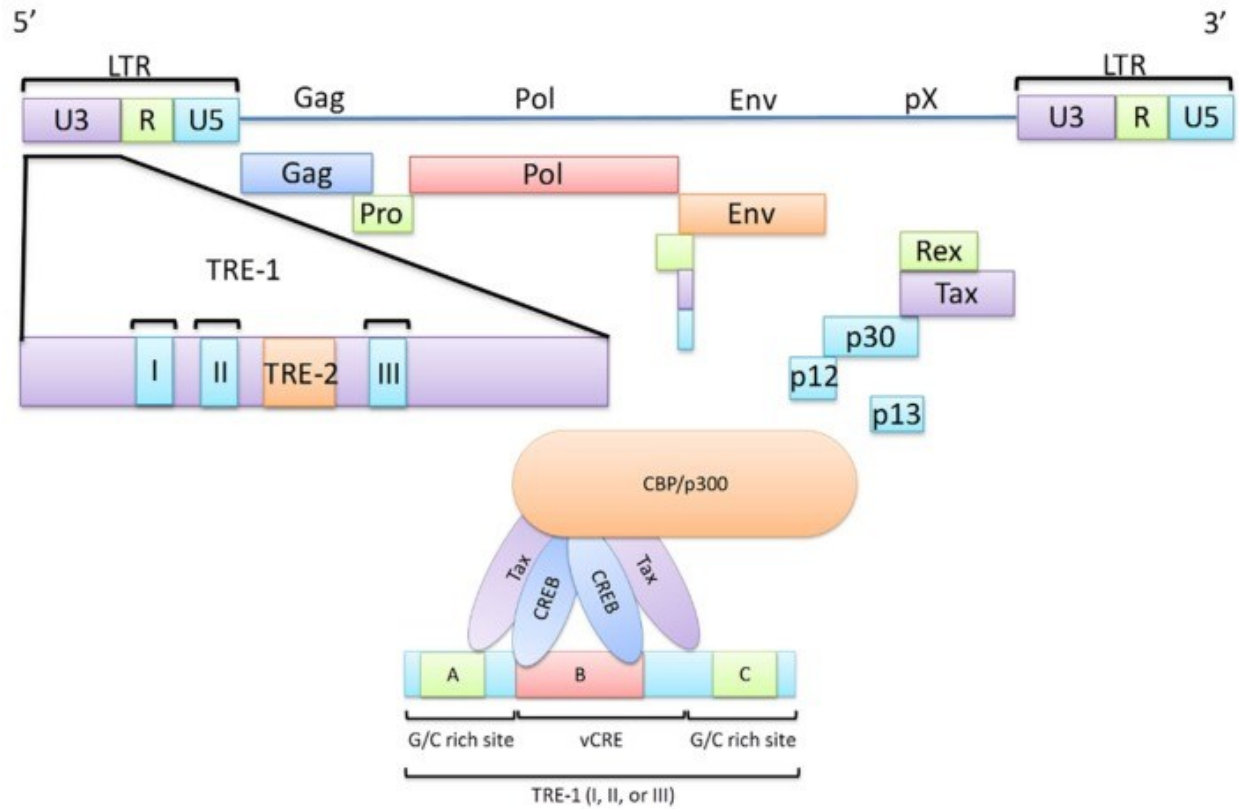 5’ 3’
LTR LTR
Gag Pol Env pX
U3 R U5 U3 R U5
Gag Pol
Pro Env
Rex
TRE-1
Tax
p30
I II TRE-2 III p12
p13
CBP/p300
Tax CREB CREB Tax
A B C
G/C rich site vCRE G/C rich site
TRE-1 (I, II, or III)